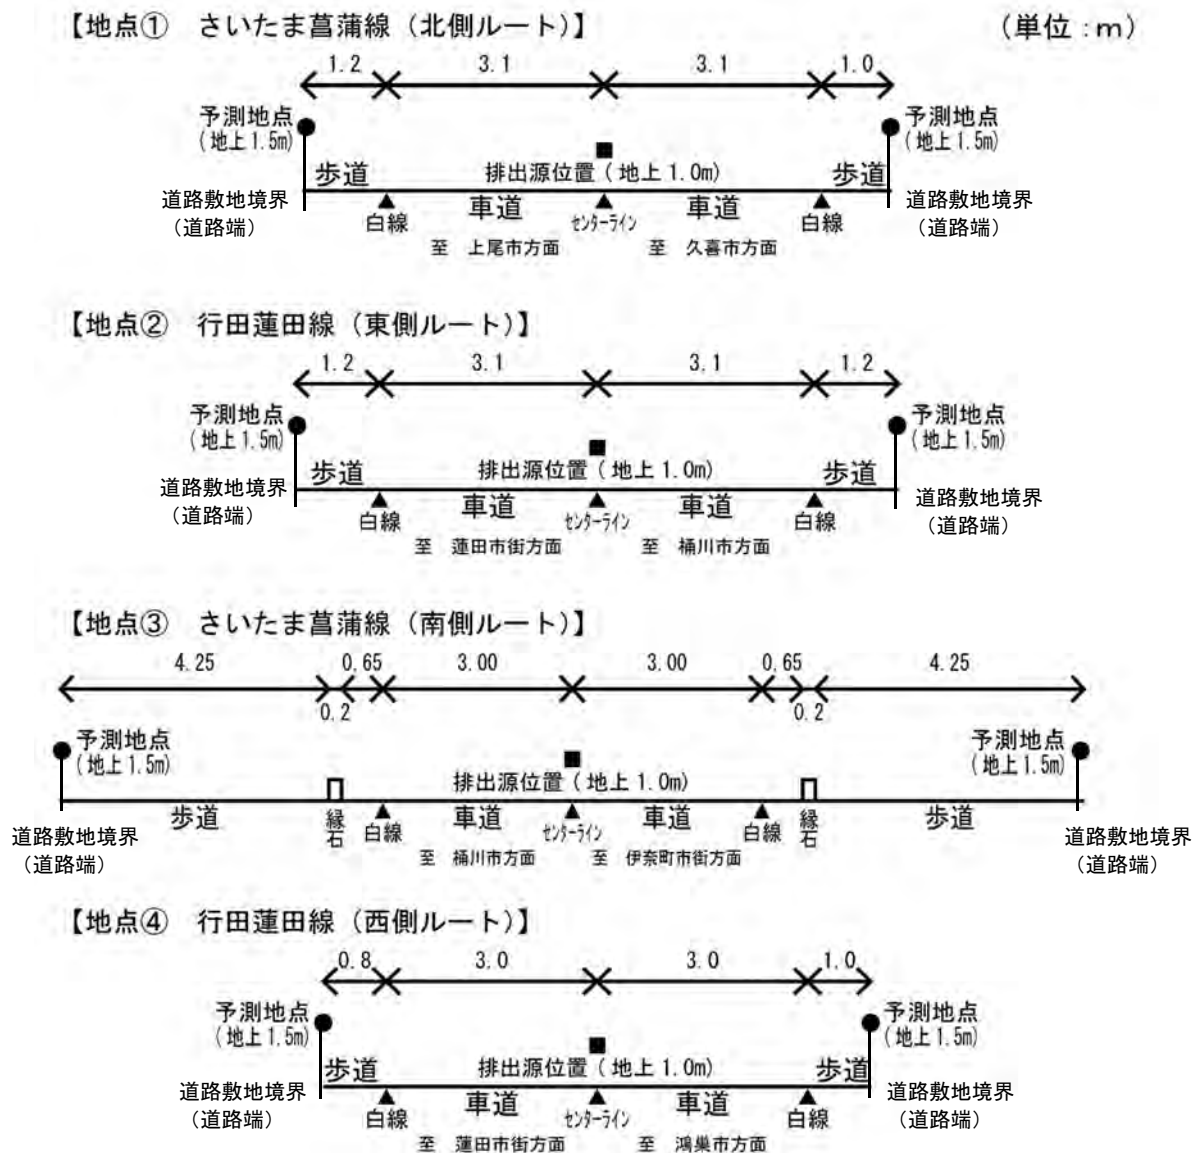 【地点① さいたま菖蒲線（北側ルート）】 （単位：m）
1.2 3.1 3.1 1.0
予測地点 予測地点
（地上1.5m） （地上1.5m）
歩道 排出源位置（地上1.0m） 歩道
道路敷地境界 車道 車道 道路敷地境界
（道路端） 白線 センターライン 白線 （道路端）
至 上尾市方面 至 久喜市方面
【地点② 行田蓮田線（東側ルート）】
1.2 3.1 3.1 1.2
予測地点 予測地点
（地上1.5m） （地上1.5m）
歩道 排出源位置（地上1.0m） 歩道
道路敷地境界 車道 車道 道路敷地境界
（道路端） 白線 センターライン 白線 （道路端）
至 蓮田市街方面 至 桶川市方面
【地点③ さいたま菖蒲線（南側ルート）】
4.25 0.65 3.00 3.00 0.65 4.25
0.2 0.2
予測地点 予測地点
（地上1.5m） （地上1.5m）
排出源位置（地上1.0m）
歩道 縁石 白線 車道 センターライン 車道 白線 縁石 歩道
道路敷地境界 道路敷地境界
（道路端） 至 桶川市方面 至 伊奈町市街方面 （道路端）
【地点④ 行田蓮田線（西側ルート）】
0.8 3.0 3.0 1.0
予測地点 予測地点
（地上1.5m） （地上1.5m）
歩道 排出源位置（地上1.0m） 歩道
道路敷地境界 車道 車道 道路敷地境界
（道路端） 白線 センターライン 白線 （道路端）
至 蓮田市街方面 至 鴻巣市方面